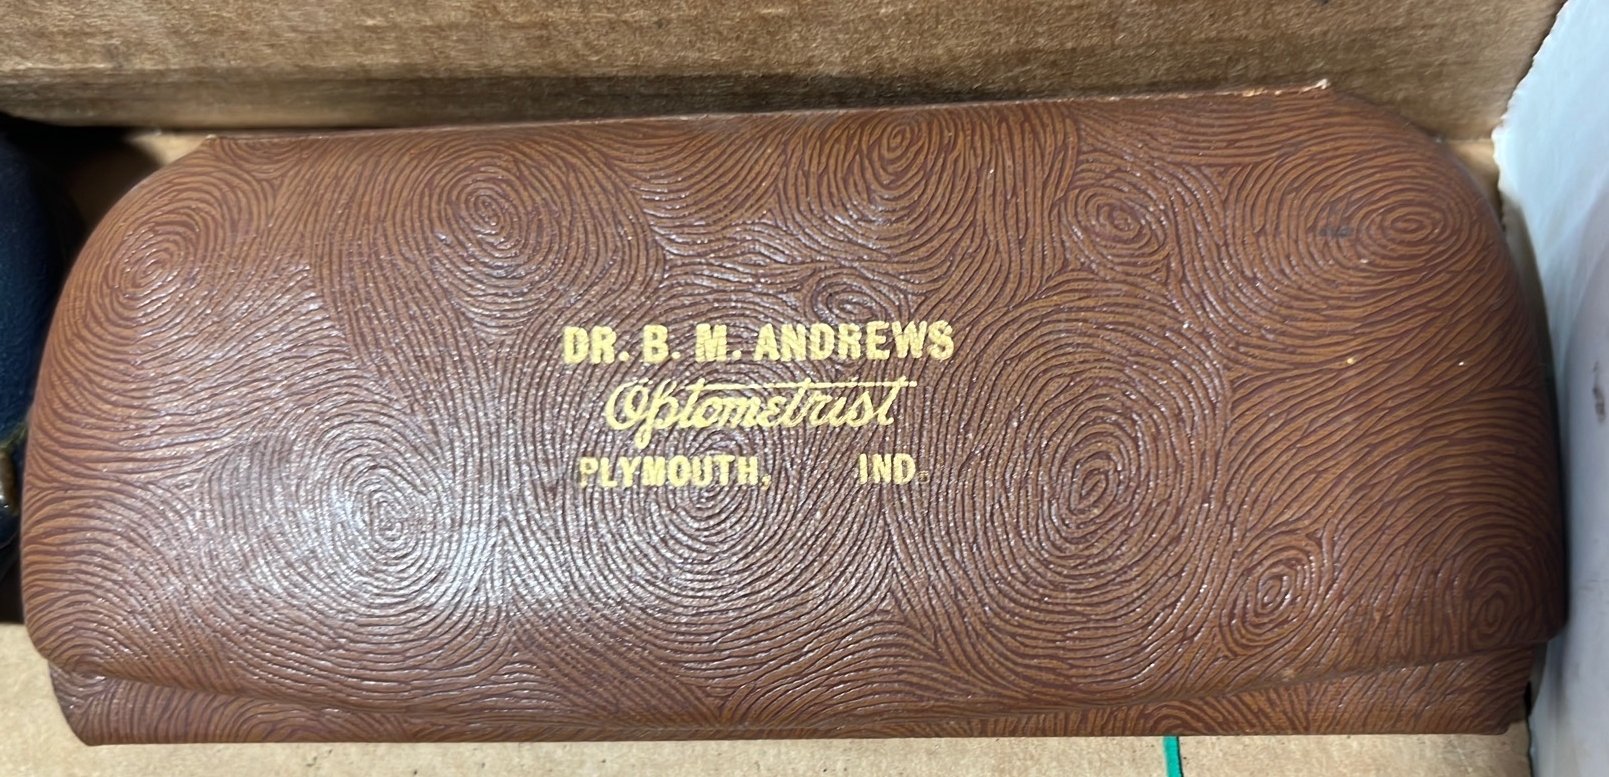 DR. B. M. ANDREWS
Optometrist
PLYMOUTH, IND.